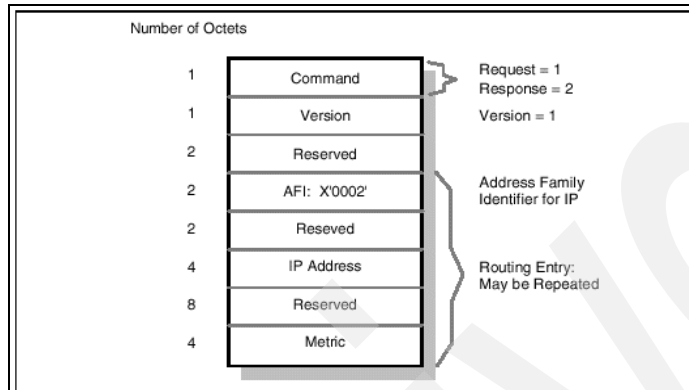 Number of Octets
1 Command Request = 1
Response = 2
1 Version Version = 1
2 Reserved
2 AFI: X'0002' Address Family
Identifier for IP
2 Reseved
4 IP Address Routing Entry:
May be Repeated
8 Reserved
4 Metric